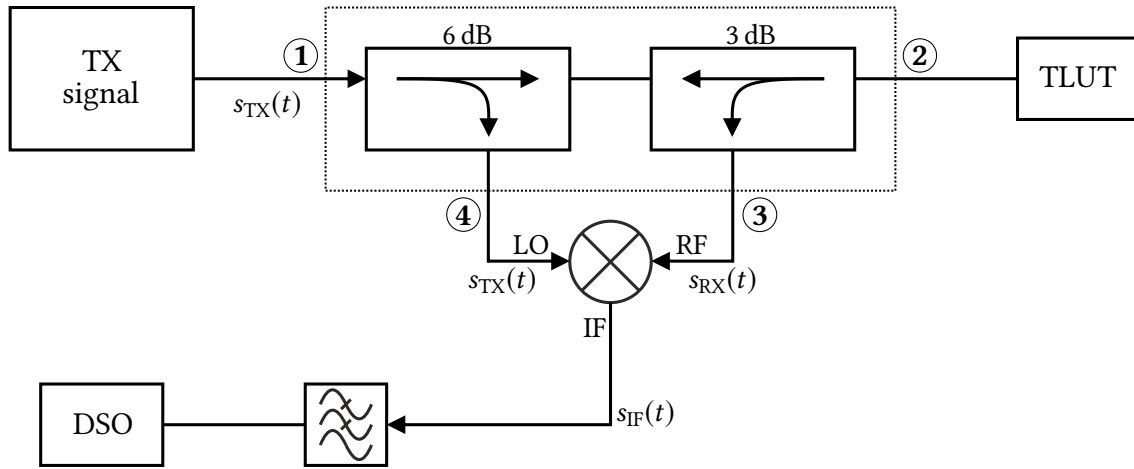 TX
signal
①
s_TX(t)
6 dB
3 dB
②
TLUT
④
③
LO
RF
s_TX(t)
s_RX(t)
IF
s_IF(t)
DSO